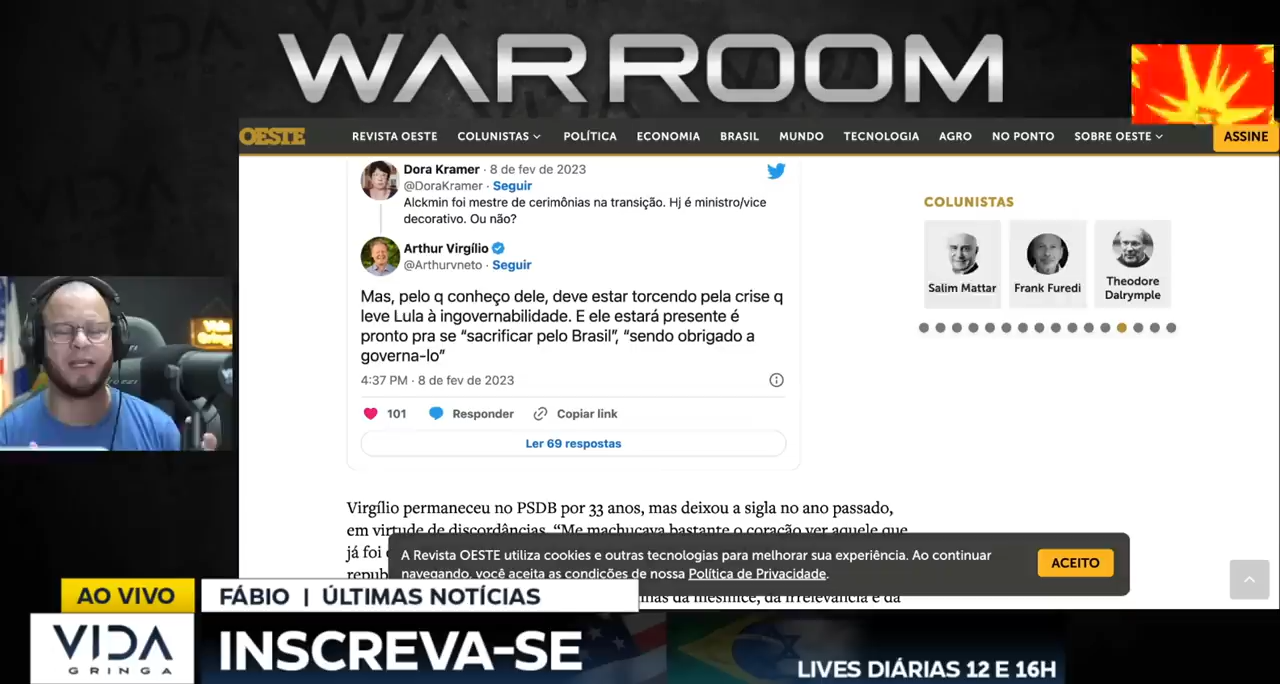 WARROOM
OESTE
REVISTA OESTE
COLUNISTAS
POLÍTICA
ECONOMIA
BRASIL
MUNDO
TECNOLOGIA
AGRO
NO PONTO
SOBRE OESTE
ASSINE
Dora Kramer · 8 de fev de 2023
@DoraKramer · Seguir
Alckmin foi mestre de cerimônias na transição. Hj é ministro/vice
decorativo. Ou não?
Arthur Virgílio
@Arthurvneto · Seguir
Mas, pelo q conheço dele, deve estar torcendo pela crise q
leve Lula à ingovernabilidade. E ele estará presente é
pronto pra se “sacrificar pelo Brasil”, “sendo obrigado a
governa-lo”
4:37 PM · 8 de fev de 2023
101
Responder
Copiar link
Ler 69 respostas
COLUNISTAS
Salim Mattar
Frank Furedi
Theodore
Dalrymple
Virgílio permaneceu no PSDB por 33 anos, mas deixou a sigla no ano passado,
em virtude de discordâncias. “Me machucava bastante o coração ver aquele que
já foi
da mesmice, da irrelevância e da
A Revista OESTE utiliza cookies e outras tecnologias para melhorar sua experiência. Ao continuar
navegando, você aceita as condições de nossa Política de Privacidade.
ACEITO
AO VIVO
FÁBIO | ÚLTIMAS NOTÍCIAS
VIDA
GRINGA
INSCREVA-SE
LIVES DIÁRIAS 12 E 16H